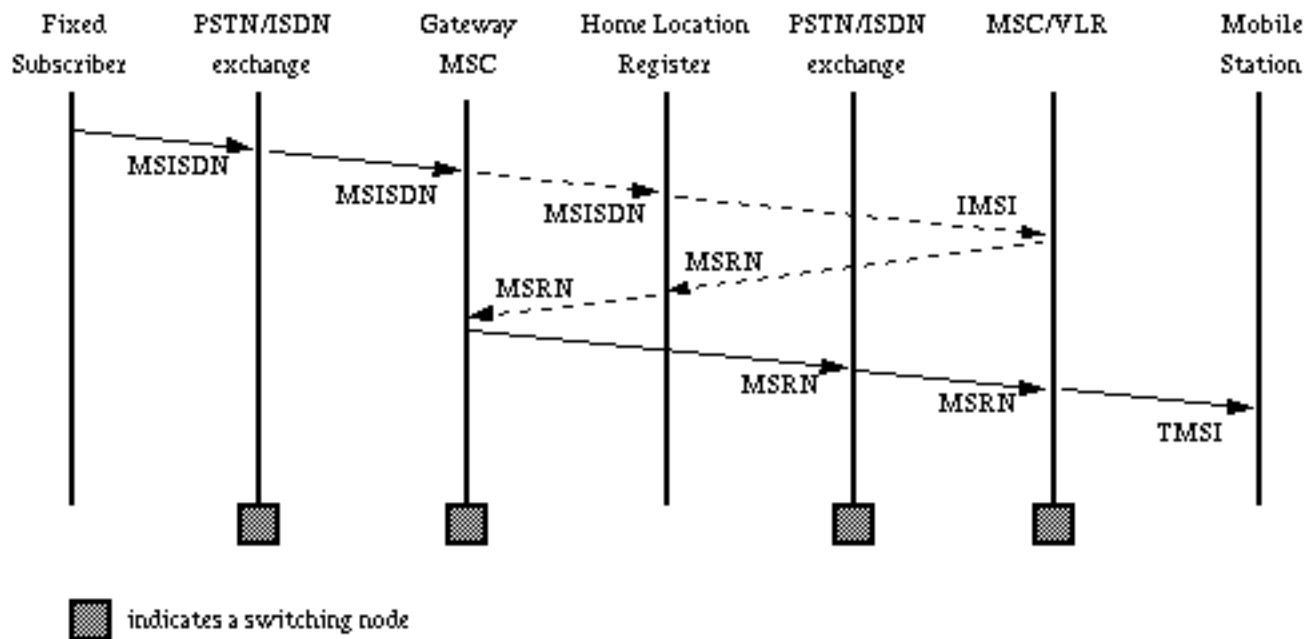 Fixed Subscriber
PSTN/ISDN exchange
Gateway MSC
Home Location Register
PSTN/ISDN exchange
MSC/VLR
Mobile Station
MSISDN
MSISDN
MSISDN
IMSI
MSRN
MSRN
MSRN
MSRN
TMSI
indicates a switching node